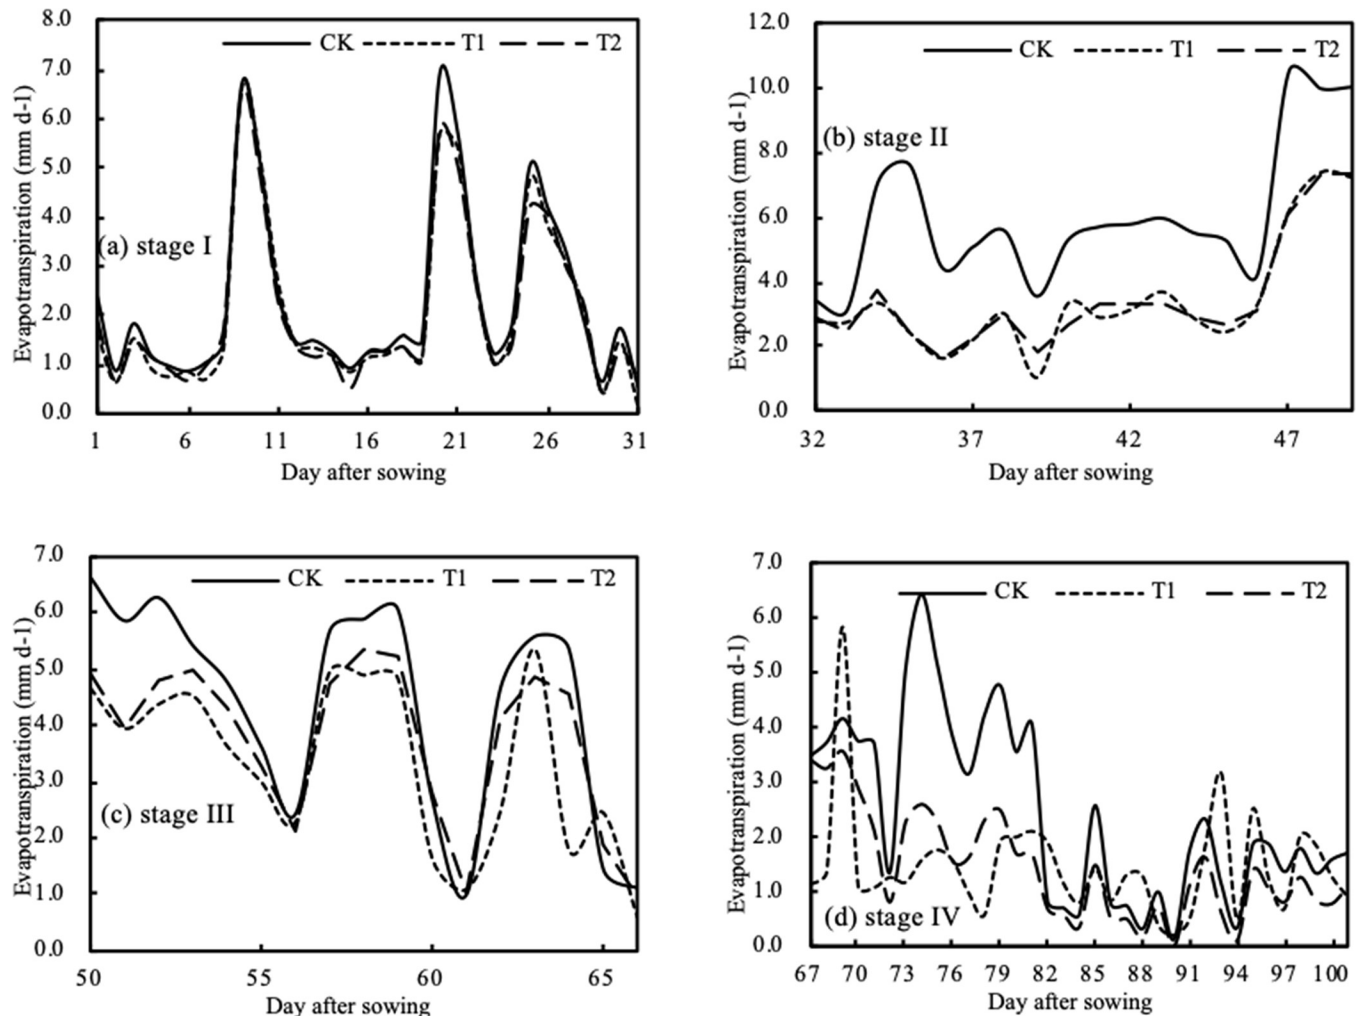 8.0
7.0
6.0
5.0
4.0
3.0
2.0
1.0
0.0
Evapotranspiration (mm d-1)
CK T1 T2
(a) stage I
1 6 11 16 21 26 31
Day after sowing
12.0
10.0
8.0
6.0
4.0
2.0
0.0
Evapotranspiration (mm d-1)
CK T1 T2
(b) stage II
32 37 42 47
Day after sowing
7.0
6.0
5.0
4.0
3.0
2.0
1.0
0.0
Evapotranspiration (mm d-1)
CK T1 T2
(c) stage III
50 55 60 65
Day after sowing
7.0
6.0
5.0
4.0
3.0
2.0
1.0
0.0
Evapotranspiration (mm d-1)
CK T1 T2
(d) stage IV
67 70 73 76 79 82 85 88 91 94 97 100
Day after sowing